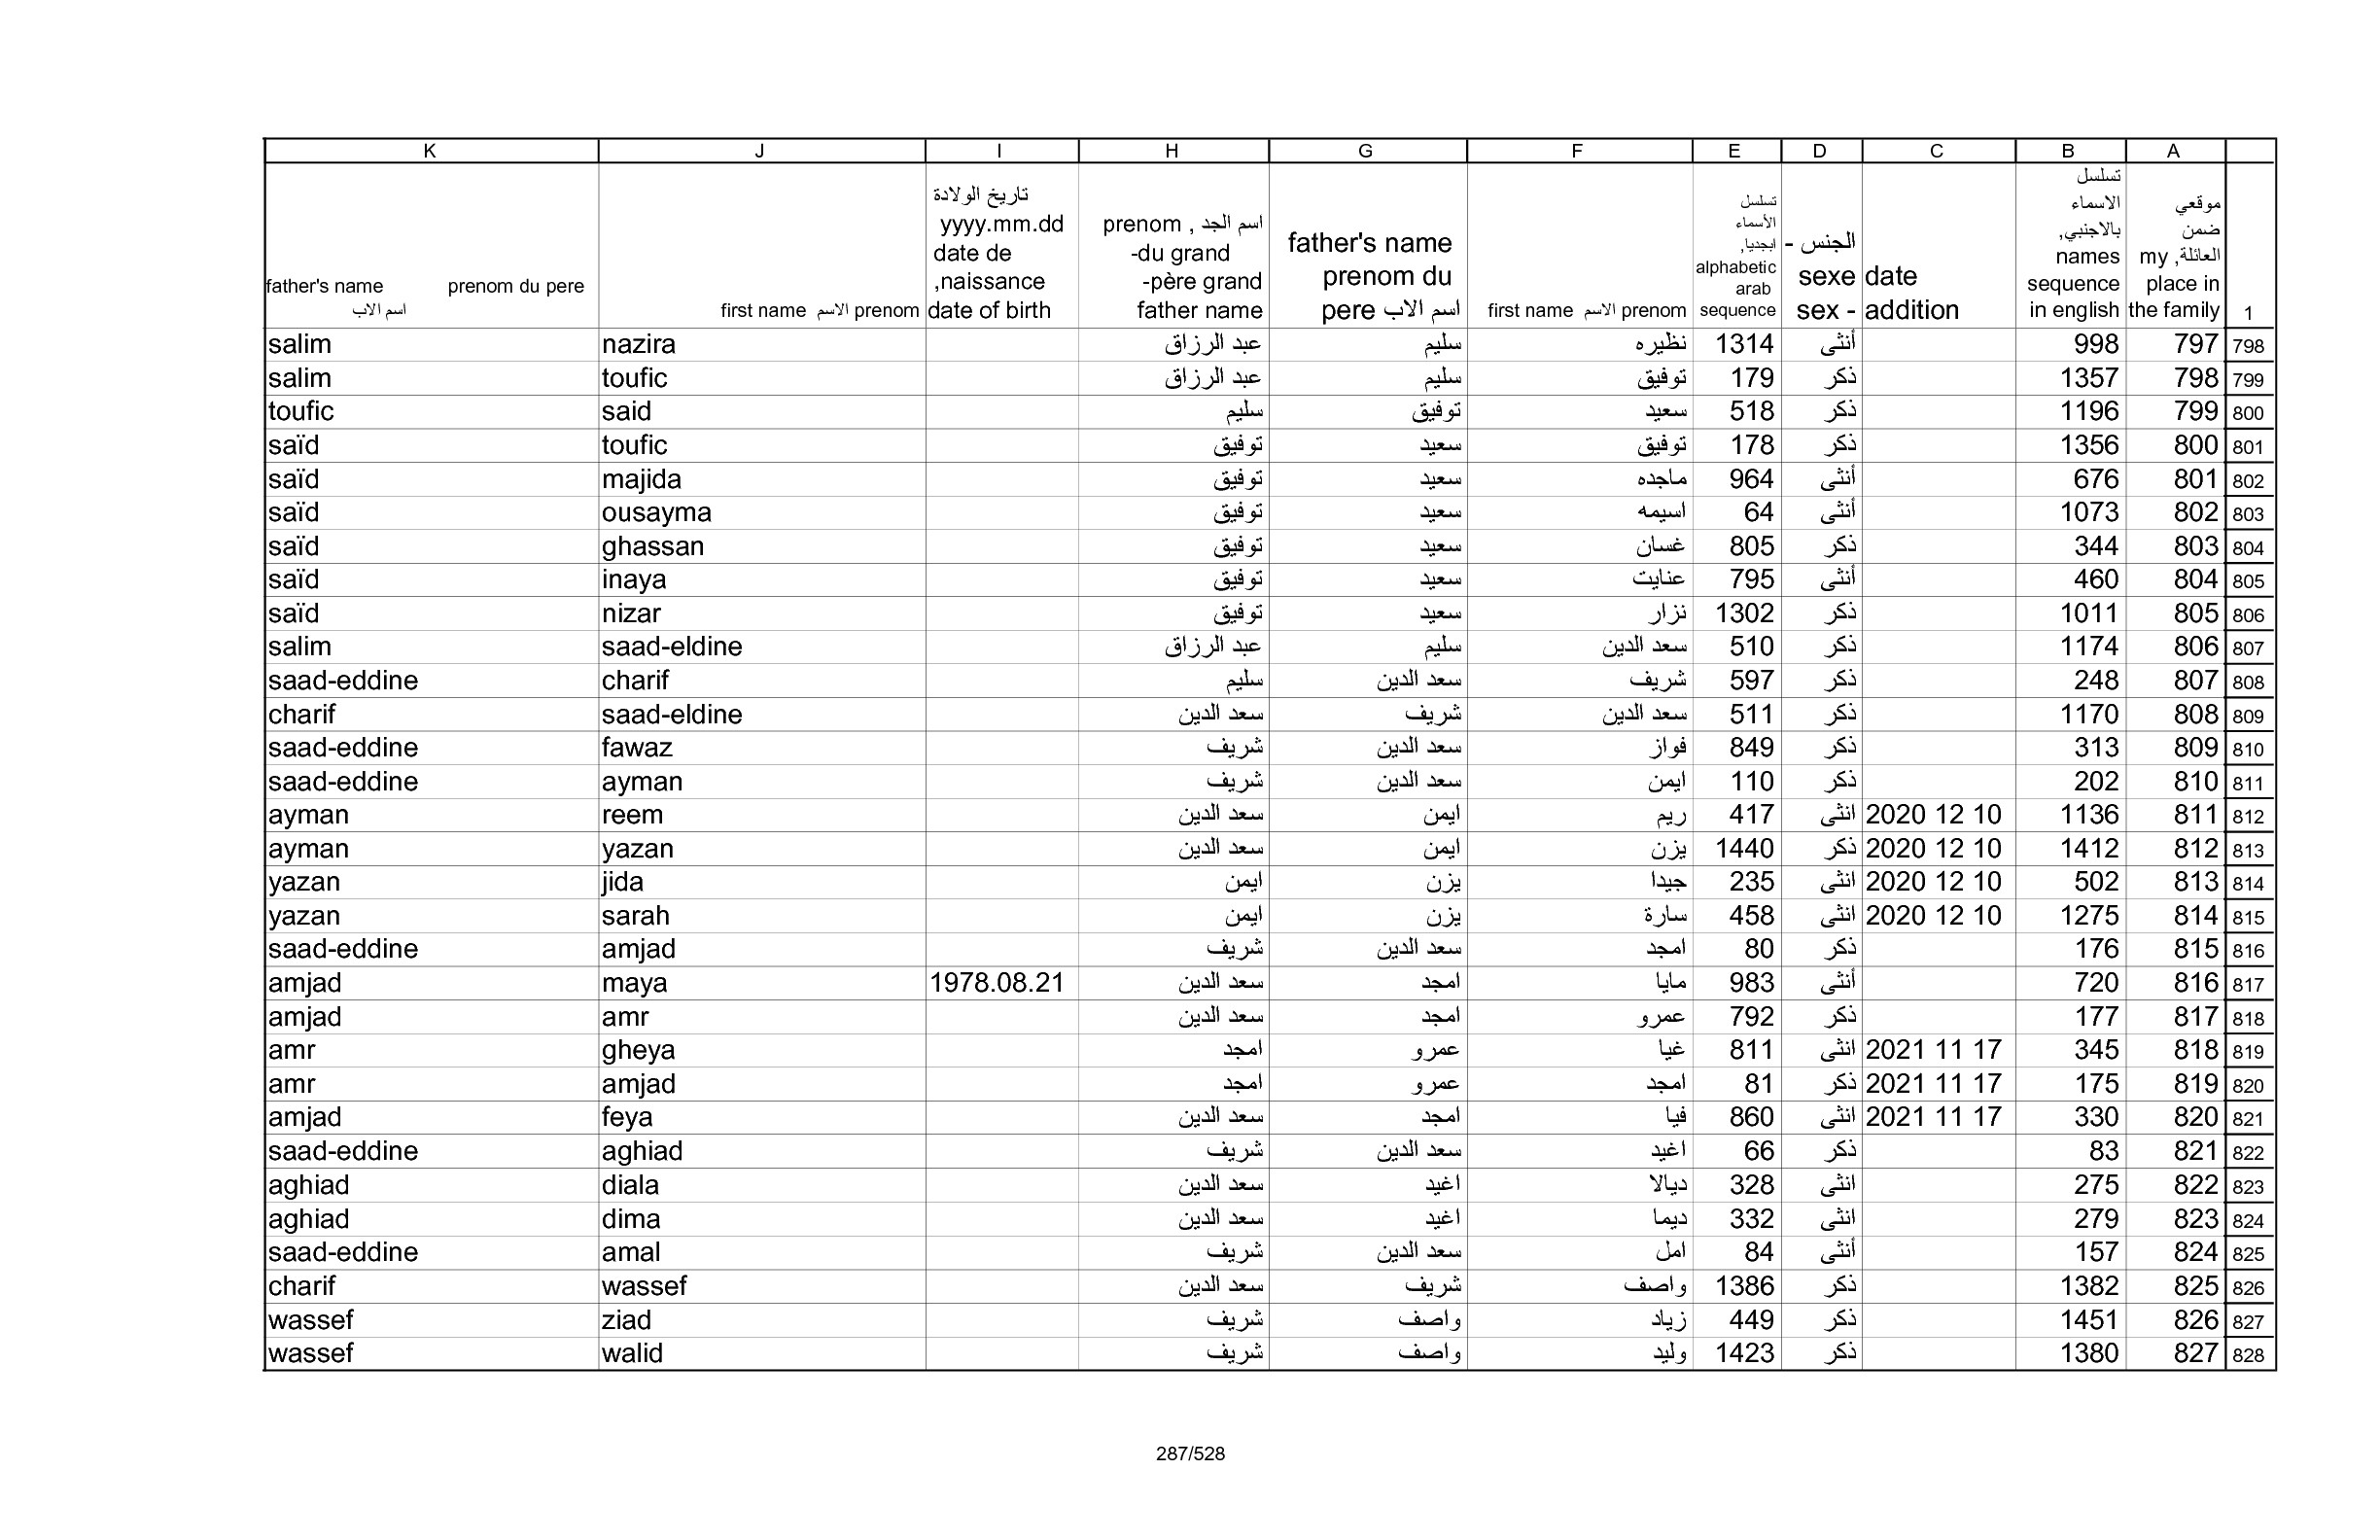 K J I H G F E D C B A
father's name prenom du pere اسم الاب
first name الاسم prenom
تاريخ الولادة yyyy.mm.dd date de naissance, date of birth
اسم الجد , prenom du grand-père grand-father name
father's name prenom du pere اسم الاب
first name الاسم prenom
تسلسل الأسماء ابجديا, alphabetic arab sequence
الجنس - sexe sex -
date addition
تسلسل الاسماء بالاجنبي, names sequence in english
موقعي ضمن العائلة, my place in the family
1
salim nazira عبد الرزاق سليم نظيره 1314 أنثى 998 797 798
salim toufic عبد الرزاق سليم توفيق 179 ذكر 1357 798 799
toufic said سليم توفيق سعيد 518 ذكر 1196 799 800
saïd toufic توفيق سعيد توفيق 178 ذكر 1356 800 801
saïd majida توفيق سعيد ماجده 964 أنثى 676 801 802
saïd ousayma توفيق سعيد اسيمه 64 أنثى 1073 802 803
saïd ghassan توفيق سعيد غسان 805 ذكر 344 803 804
saïd inaya توفيق سعيد عنايت 795 أنثى 460 804 805
saïd nizar توفيق سعيد نزار 1302 ذكر 1011 805 806
salim saad-eldine عبد الرزاق سليم سعد الدين 510 ذكر 1174 806 807
saad-eddine charif سليم سعد الدين شريف 597 ذكر 248 807 808
charif saad-eldine سعد الدين شريف سعد الدين 511 ذكر 1170 808 809
saad-eddine fawaz شريف سعد الدين فواز 849 ذكر 313 809 810
saad-eddine ayman شريف سعد الدين ايمن 110 ذكر 202 810 811
ayman reem سعد الدين ايمن ريم 417 انثى 2020 12 10 1136 811 812
ayman yazan سعد الدين ايمن يزن 1440 ذكر 2020 12 10 1412 812 813
yazan jida ايمن يزن جيدا 235 انثى 2020 12 10 502 813 814
yazan sarah ايمن يزن سارة 458 انثى 2020 12 10 1275 814 815
saad-eddine amjad شريف سعد الدين امجد 80 ذكر 176 815 816
amjad maya 1978.08.21 سعد الدين امجد مايا 983 أنثى 720 816 817
amjad amr سعد الدين امجد عمرو 792 ذكر 177 817 818
amr gheya امجد عمرو غيا 811 انثى 2021 11 17 345 818 819
amr amjad امجد عمرو امجد 81 ذكر 2021 11 17 175 819 820
amjad feya سعد الدين امجد فيا 860 انثى 2021 11 17 330 820 821
saad-eddine aghiad شريف سعد الدين اغيد 66 ذكر 83 821 822
aghiad diala سعد الدين اغيد ديالا 328 انثى 275 822 823
aghiad dima سعد الدين اغيد ديما 332 انثى 279 823 824
saad-eddine amal شريف سعد الدين امل 84 أنثى 157 824 825
charif wassef سعد الدين شريف واصف 1386 ذكر 1382 825 826
wassef ziad شريف واصف زياد 449 ذكر 1451 826 827
wassef walid شريف واصف وليد 1423 ذكر 1380 827 828
287/528